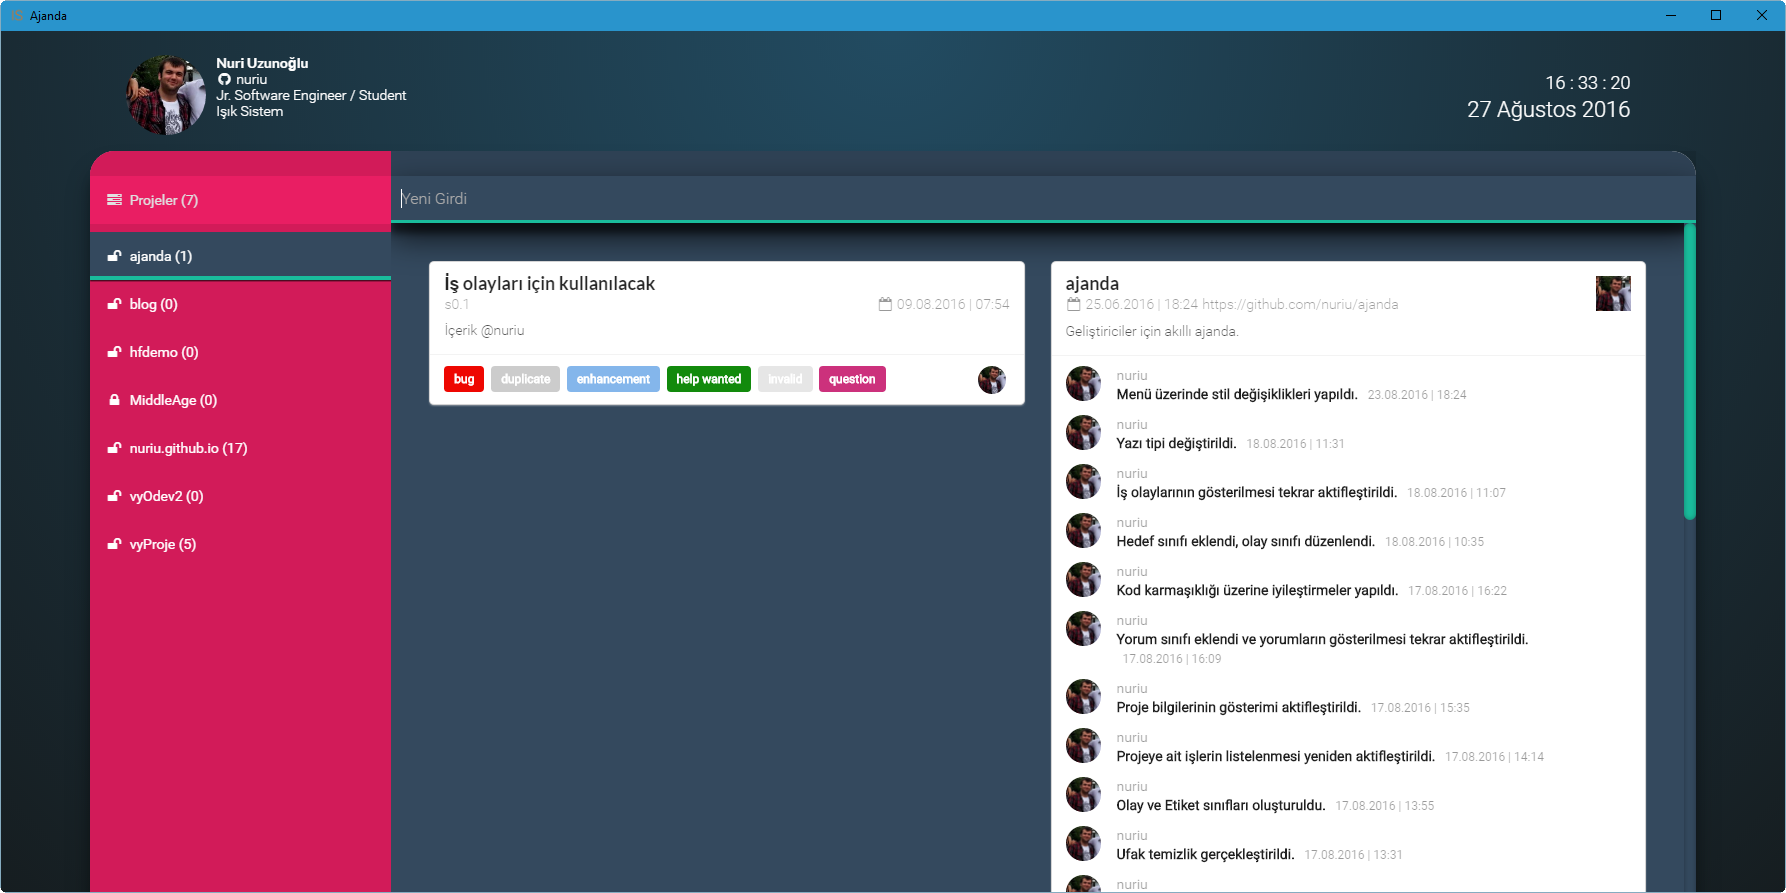 Ajanda
Nuri Uzunoğlu
nuriu
Jr. Software Engineer / Student
Işık Sistem
16 : 33 : 20
27 Ağustos 2016
Projeler (7)
ajanda (1)
blog (0)
hfdemo (0)
MiddleAge (0)
nuriu.github.io (17)
vyOdev2 (0)
vyProje (5)
Yeni Girdi
İş olayları için kullanılacak
s0.1 09.08.2016 | 07:54
İçerik @nuriu
bug duplicate enhancement help wanted invalid question
ajanda
25.06.2016 | 18:24 https://github.com/nuriu/ajanda
Geliştiriciler için akıllı ajanda.
nuriu
Menü üzerinde stil değişiklikleri yapıldı. 23.08.2016 | 18:24
nuriu
Yazı tipi değiştirildi. 18.08.2016 | 11:31
nuriu
İş olaylarının gösterilmesi tekrar aktifleştirildi. 18.08.2016 | 11:07
nuriu
Hedef sınıfı eklendi, olay sınıfı düzenlendi. 18.08.2016 | 10:35
nuriu
Kod karmaşıklığı üzerine iyileştirmeler yapıldı. 17.08.2016 | 16:22
nuriu
Yorum sınıfı eklendi ve yorumların gösterilmesi tekrar aktifleştirildi.
17.08.2016 | 16:09
nuriu
Proje bilgilerinin gösterimi aktifleştirildi. 17.08.2016 | 15:35
nuriu
Projeye ait işlerin listelenmesi yeniden aktifleştirildi. 17.08.2016 | 14:14
nuriu
Olay ve Etiket sınıfları oluşturuldu. 17.08.2016 | 13:55
nuriu
Ufak temizlik gerçekleştirildi. 17.08.2016 | 13:31
nuriu